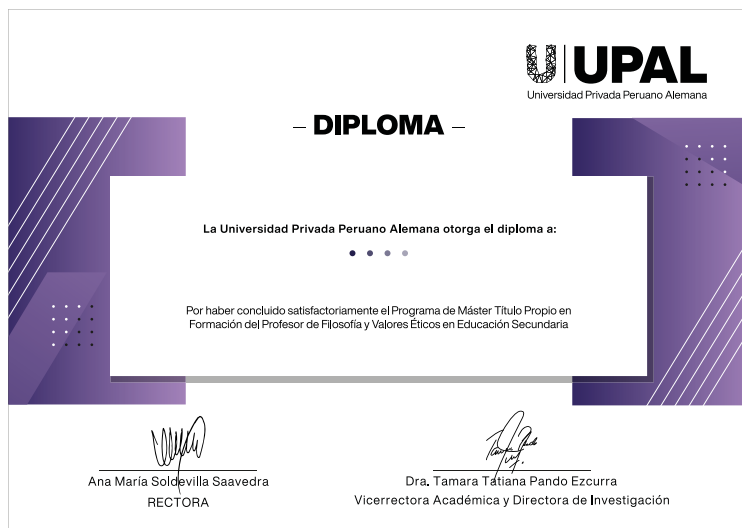 UPAL
Universidad Privada Peruano Alemana
– DIPLOMA –
La Universidad Privada Peruano Alemana otorga el diploma a:
Por haber concluido satisfactoriamente el Programa de Máster Título Propio en
Formación del Profesor de Filosofía y Valores Éticos en Educación Secundaria
Ana María Soldevilla Saavedra
RECTORA
Dra. Tamara Tatiana Pando Ezcurra
Vicerrectora Académica y Directora de Investigación